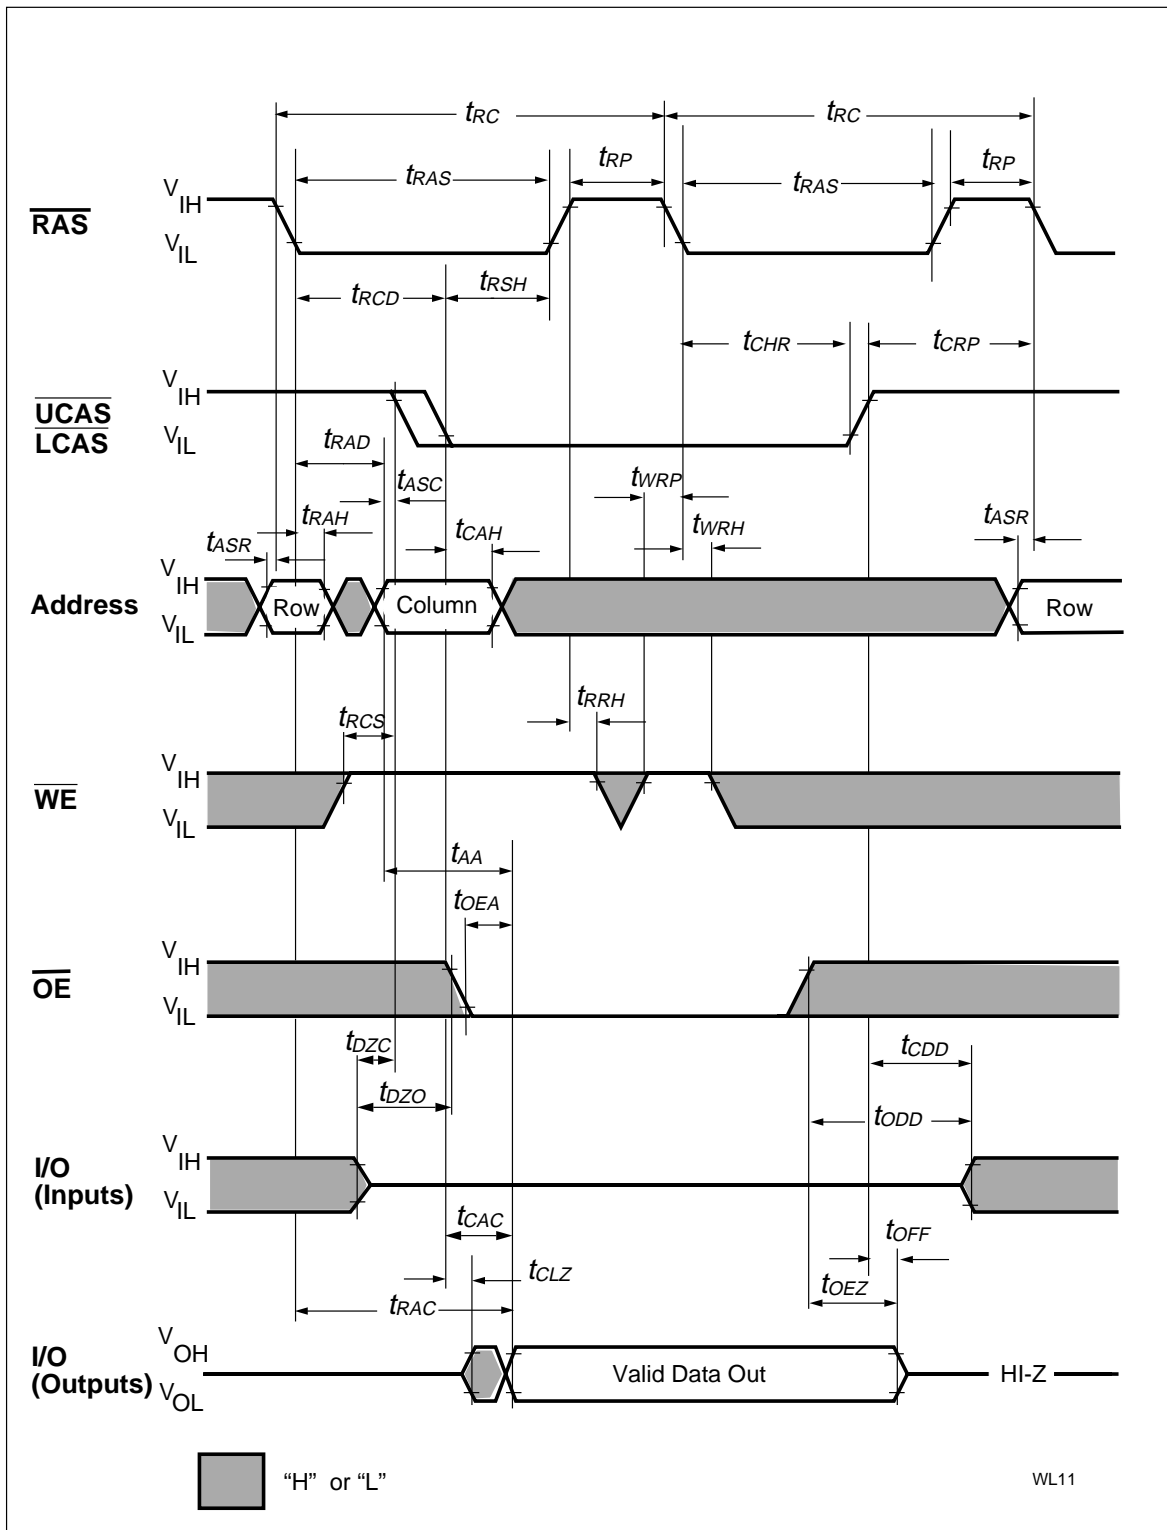 tRC tRC
tRAS tRP tRAS tRP
RAS VIH
VIL
tRCD tRSH
tCHR tCRP
UCAS VIH
LCAS VIL
tRAD
tASC tWRP
tRAH tCAH tWRH
tASR tASR
Address VIH
Row Column Row
VIL
tRRH
tRCS
WE VIH
VIL
tAA
tOEA
OE VIH
VIL
tDZC tCDD
tDZO
tODD
I/O VIH
(Inputs) VIL
tCAC tOFF
tCLZ tOEZ
tRAC
I/O VOH
(Outputs) VOL
Valid Data Out HI-Z
“H” or “L”
WL11